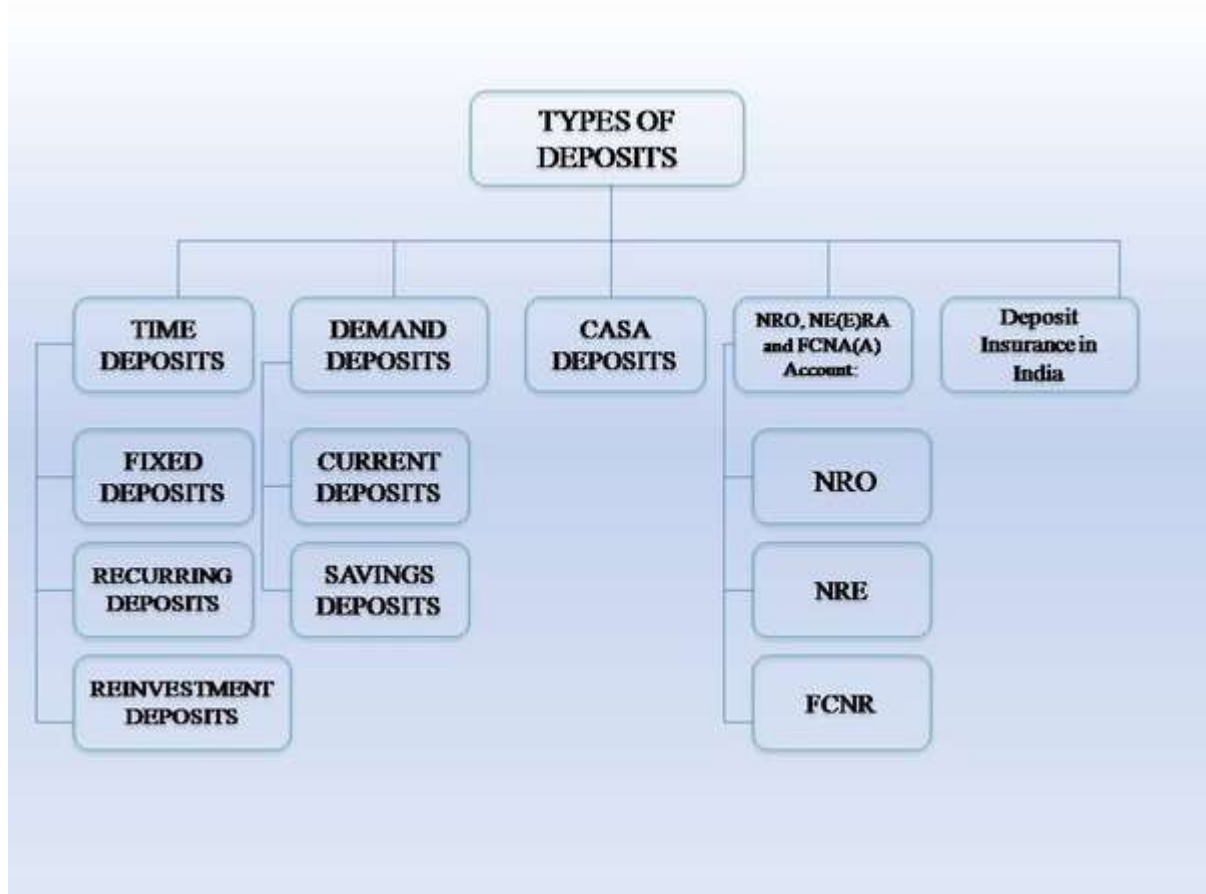 TYPES OF
DEPOSITS
TIME
DEPOSITS
DEMAND
DEPOSITS
CASA
DEPOSITS
NRO, NE(E)RA
and FCNA(A)
Account:
Deposit
Insurance in
India
FIXED
DEPOSITS
CURRENT
DEPOSITS
NRO
RECURRING
DEPOSITS
SAVINGS
DEPOSITS
NRE
REINVESTMENT
DEPOSITS
FCNR